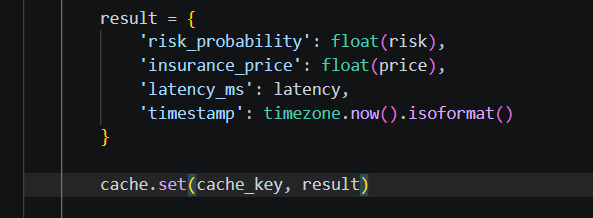 result = {
'risk_probability': float(risk),
'insurance_price': float(price),
'latency_ms': latency,
'timestamp': timezone.now().isoformat()
}
cache.set(cache_key, result)